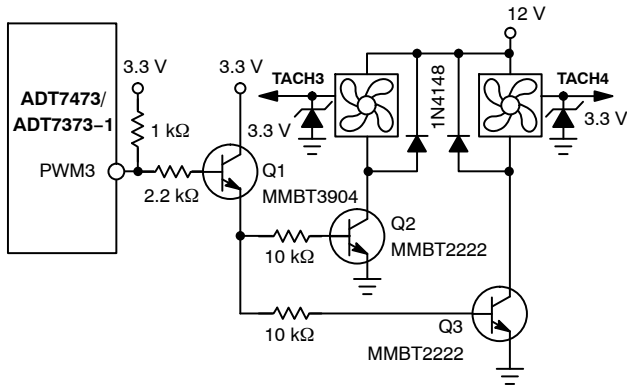 12 V
3.3 V
3.3 V
TACH3
1N4148
TACH4
ADT7473/
ADT7373–1
1 kΩ
3.3 V
3.3 V
PWM3
2.2 kΩ
Q1
MMBT3904
Q2
10 kΩ
MMBT2222
10 kΩ
Q3
MMBT2222